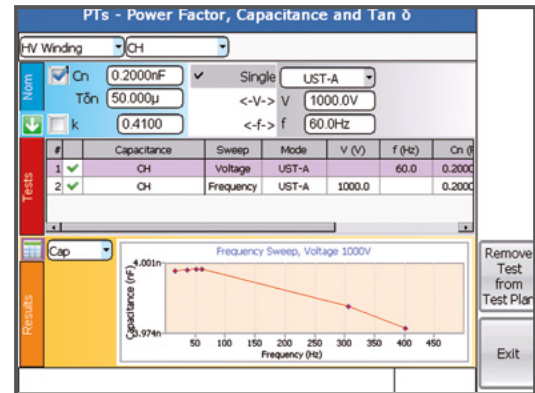 PTs - Power Factor, Capacitance and Tan δ
HV Winding CH
Nom
Cn 0.2000nF Single UST-A
Tδn 50.000µ <-V-> V 1000.0V
k 0.4100 <-f-> f 60.0Hz
Tests
# Capacitance Sweep Mode V (V) f (Hz) Cn (F
1 CH Voltage UST-A 60.0 0.2000
2 CH Frequency UST-A 1000.0 0.2000
Results
Cap
Frequency Sweep, Voltage 1000V
4.001n
Capacitance (nF)
3.974n
50 100 150 200 250 300 350 400 450
Frequency (Hz)
Remove
Test
from
Test Plan
Exit